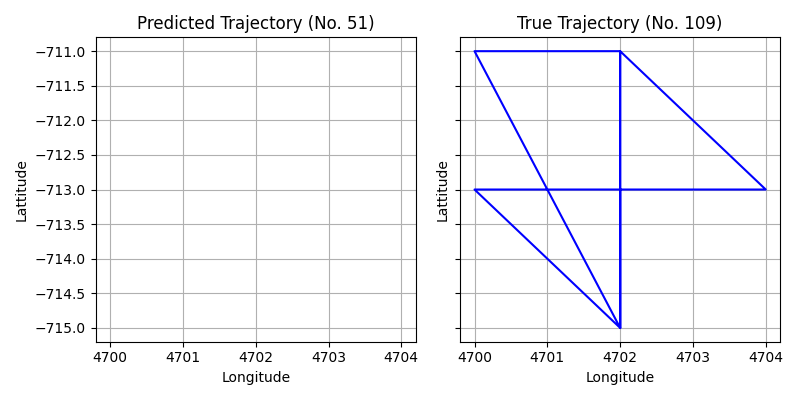 Predicted Trajectory (No. 51)
True Trajectory (No. 109)
Lattitude
−711.0
−711.5
−712.0
−712.5
−713.0
−713.5
−714.0
−714.5
−715.0
4700 4701 4702 4703 4704
Longitude
Lattitude
4700 4701 4702 4703 4704
Longitude